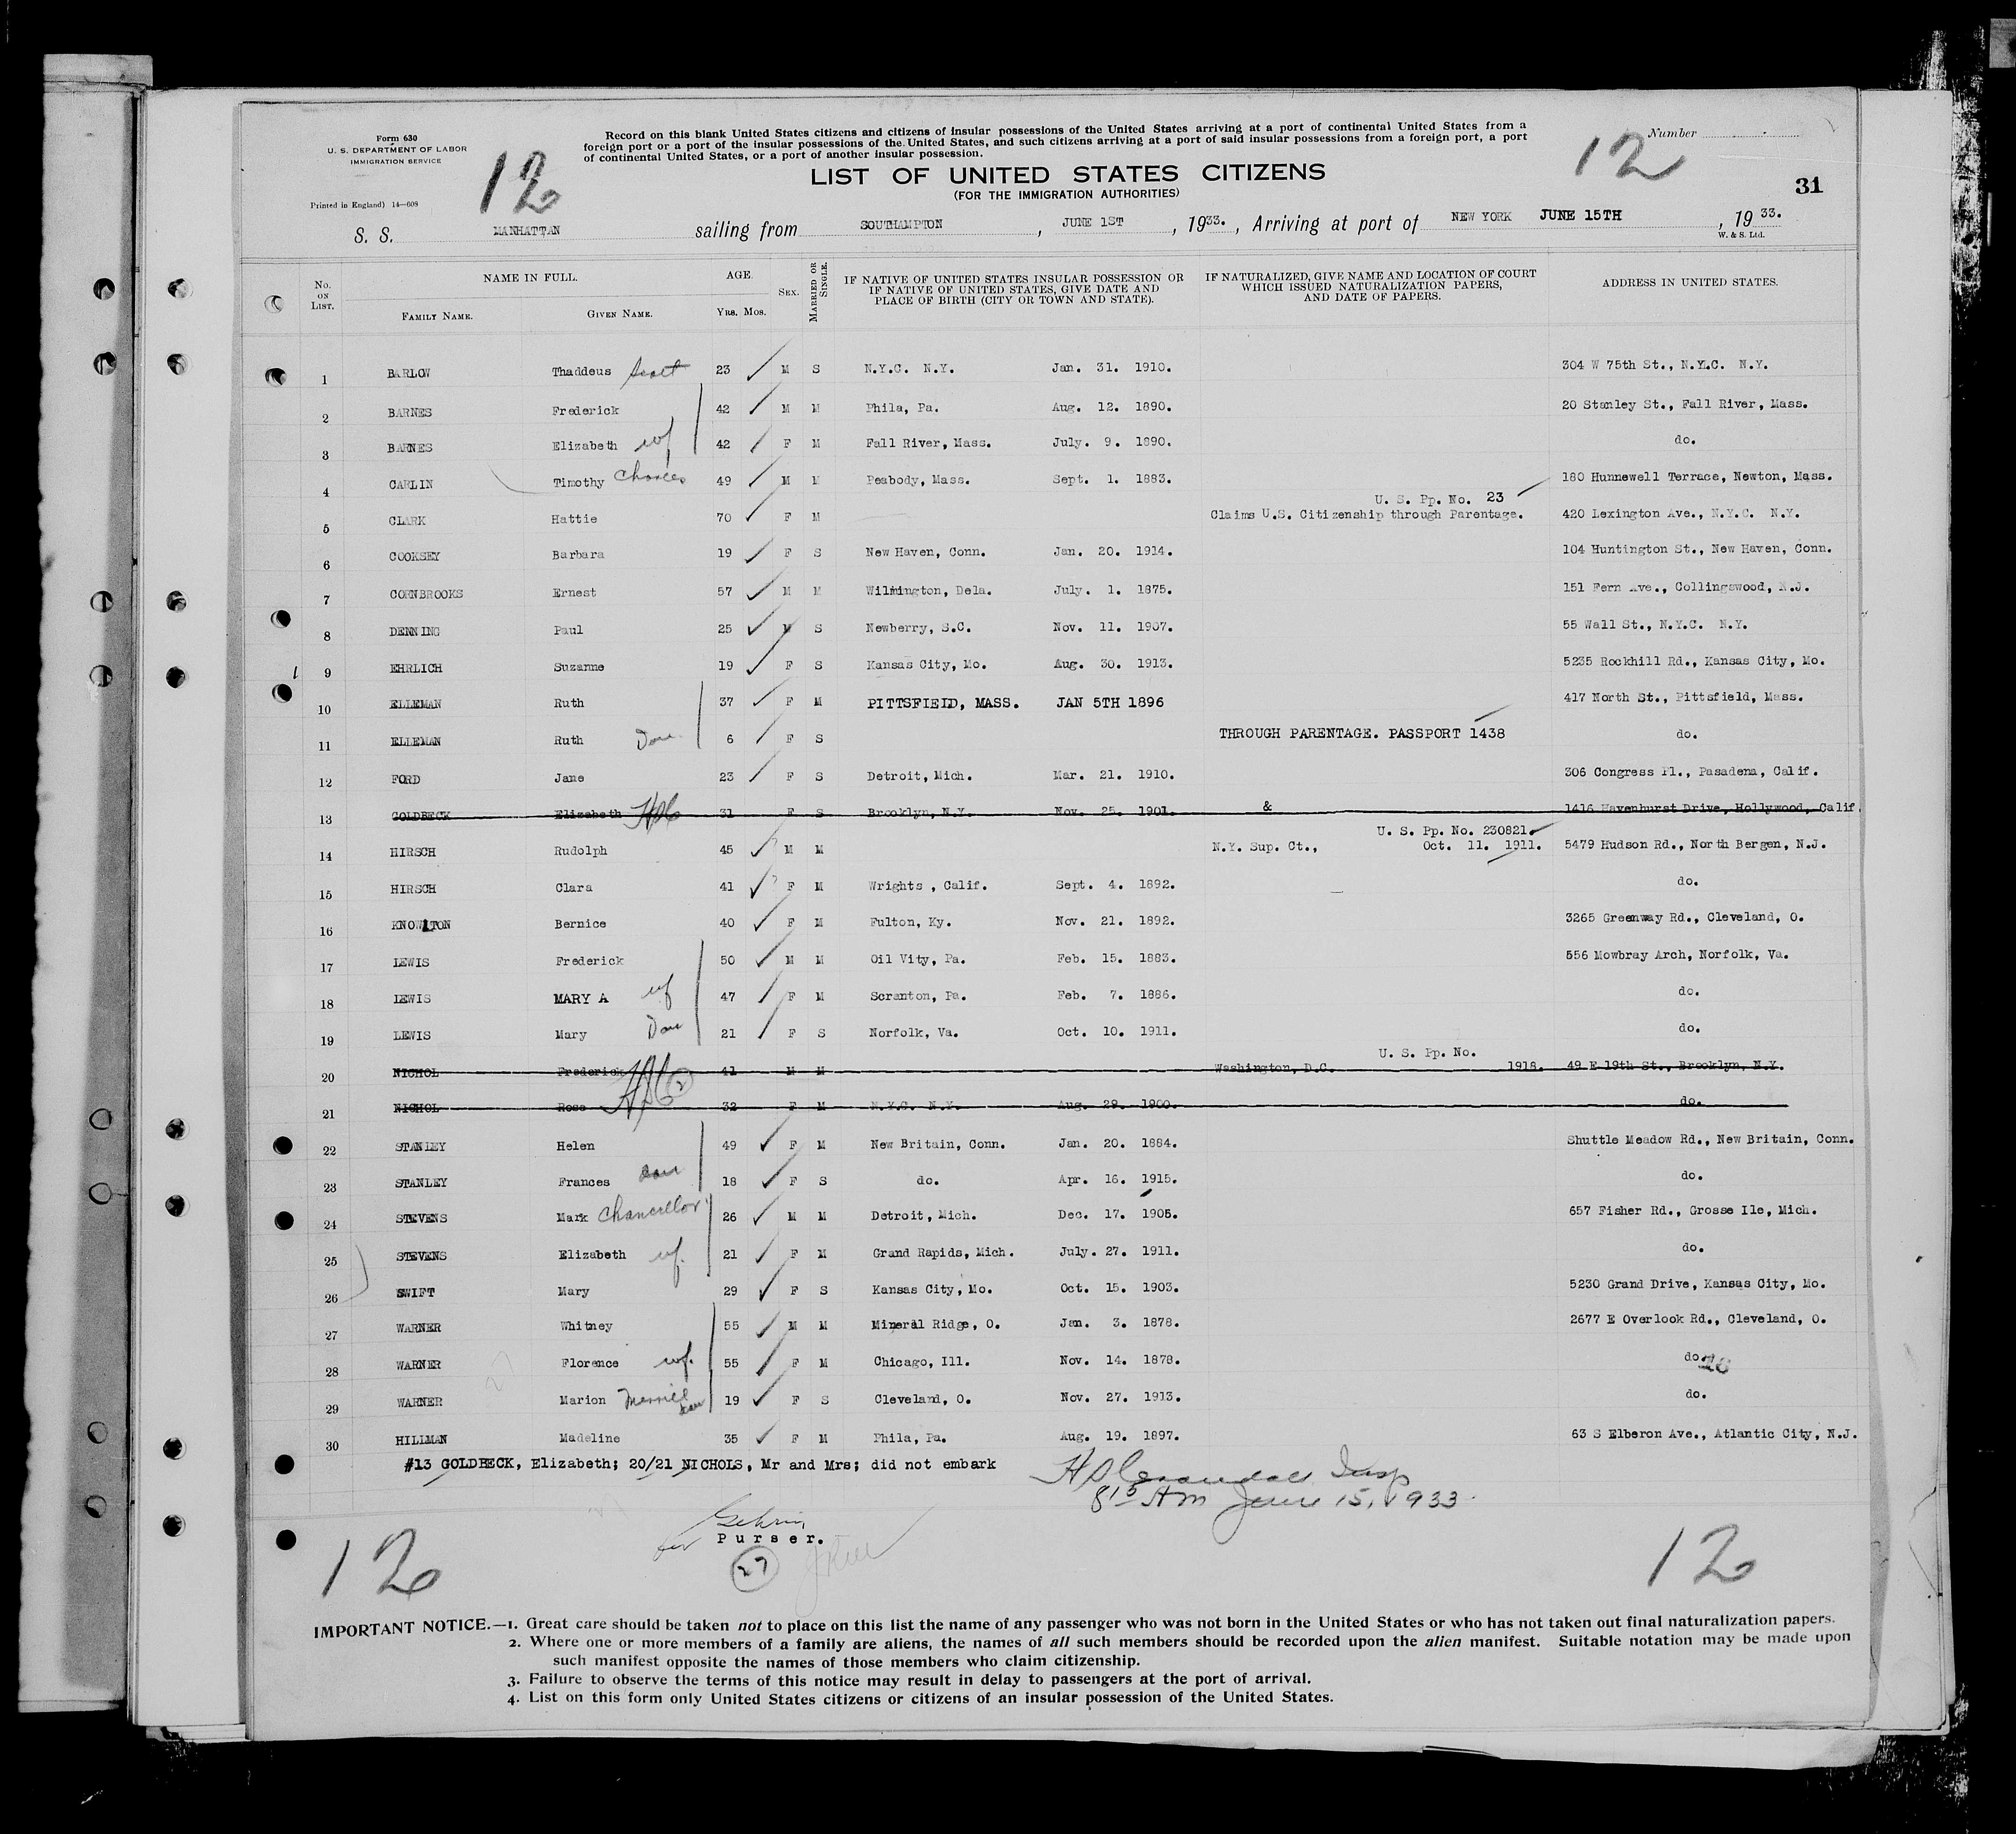 Form 630
U. S. DEPARTMENT OF LABOR
IMMIGRATION SERVICE
Printed in England) 14—608
12
Record on this blank United States citizens and citizens of insular possessions of the United States arriving at a port of continental United States from a
foreign port or a port of the insular possessions of the United States, and such citizens arriving at a port of said insular possessions from a foreign port, a port
of continental United States, or a port of another insular possession.
12
Number
LIST OF UNITED STATES CITIZENS
(FOR THE IMMIGRATION AUTHORITIES)
31
S. S. MANHATTAN sailing from SOUTHAMPTON , JUNE 1ST , 1933. , Arriving at port of NEW YORK JUNE 15TH , 1933.
W. & S. Ltd.
No. ON LIST. NAME IN FULL. FAMILY NAME. GIVEN NAME. AGE. YRS. MOS. SEX. MARRIED OR SINGLE. IF NATIVE OF UNITED STATES INSULAR POSSESSION OR IF NATIVE OF UNITED STATES, GIVE DATE AND PLACE OF BIRTH (CITY OR TOWN AND STATE). IF NATURALIZED, GIVE NAME AND LOCATION OF COURT WHICH ISSUED NATURALIZATION PAPERS, AND DATE OF PAPERS. ADDRESS IN UNITED STATES.
1 BARLOW Thaddeus Scott 23 M S N.Y.C. N.Y. Jan. 31. 1910. 304 W 75th St., N.Y.C. N.Y.
2 BARNES Frederick 42 M M Phila, Pa. Aug. 12. 1890. 20 Stanley St., Fall River, Mass.
3 BARNES Elizabeth wf 42 F M Fall River, Mass. July. 9. 1890. do.
4 CARLIN Timothy Charles 49 M M Peabody, Mass. Sept. 1. 1883. 180 Hunnewell Terrace, Newton, Mass.
U. S. Pp. No. 23
5 CLARK Hattie 70 F M Claims U.S. Citizenship through Parentage. 420 Lexington Ave., N.Y.C. N.Y.
6 COOKSEY Barbara 19 F S New Haven, Conn. Jan. 20. 1914. 104 Huntington St., New Haven, Conn.
7 CORNBROOKS Ernest 57 M M Wilmington, Dela. July. 1. 1875. 151 Fern Ave., Collingswood, N.J.
8 DENNING Paul 25 M S Newberry, S.C. Nov. 11. 1907. 55 Wall St., N.Y.C. N.Y.
9 EHRLICH Suzanne 19 F S Kansas City, Mo. Aug. 30. 1913. 5235 Rockhill Rd., Kansas City, Mo.
10 ELLEMAN Ruth 37 F M PITTSFIELD, MASS. JAN 5TH 1896 417 North St., Pittsfield, Mass.
11 ELLEMAN Ruth Dau 6 F S THROUGH PARENTAGE. PASSPORT 1438 do.
12 FORD Jane 23 F S Detroit, Mich. Mar. 21. 1910. 306 Congress Pl., Pasadena, Calif.
13 GOLDBECK Elizabeth 31 F S Brooklyn, N.Y. Nov. 25. 1901. & 1416 Havenhurst Drive, Hollywood, Calif.
U. S. Pp. No. 230821.
14 HIRSCH Rudolph 45 M M N.Y. Sup. Ct., Oct. 11. 1911. 5479 Hudson Rd., North Bergen, N.J.
15 HIRSCH Clara 41 F M Wrights , Calif. Sept. 4. 1892. do.
16 KNOWLTON Bernice 40 F M Fulton, Ky. Nov. 21. 1892. 3265 Greenway Rd., Cleveland, O.
17 LEWIS Frederick 50 M M Oil Vity, Pa. Feb. 15. 1883. 556 Mowbray Arch, Norfolk, Va.
18 LEWIS MARY A wf 47 F M Scranton, Pa. Feb. 7. 1886. do.
19 LEWIS Mary Dau 21 F S Norfolk, Va. Oct. 10. 1911. do.
U. S. Pp. No.
20 NICHOL Frederick 41 M M Washington, D.C. 1918. 49 E 19th St., Brooklyn, N.Y.
21 NICHOL Rose 2 32 F M N.Y.C. N.Y. Aug. 29. 1900. do.
22 STANLEY Helen 49 F M New Britain, Conn. Jan. 20. 1884. Shuttle Meadow Rd., New Britain, Conn.
23 STANLEY Frances dau 18 F S do. Apr. 16. 1915. do.
24 STEVENS Mark Chancellor 26 M M Detroit, Mich. Dec. 17. 1906. 657 Fisher Rd., Grosse Ile, Mich.
25 STEVENS Elizabeth wf. 21 F M Grand Rapids, Mich. July. 27. 1911. do.
26 SWIFT Mary 29 F S Kansas City, Mo. Oct. 15. 1903. 5230 Grand Drive, Kansas City, Mo.
27 WARNER Whitney 55 M M Mineral Ridge, O. Jan. 3. 1878. 2677 E Overlook Rd., Cleveland, O.
28 WARNER Florence wf. 55 F M Chicago, Ill. Nov. 14. 1878. do. 26
29 WARNER Marion Merrill dau 19 F S Cleveland, O. Nov. 27. 1913. do.
30 HILLMAN Madeline 35 F M Phila, Pa. Aug. 19. 1897. 63 S Elberon Ave., Atlantic City, N.J.
#13 GOLDBECK, Elizabeth; 20/21 NICHOLS, Mr and Mrs; did not embark
Insp
8 15 AM June 15, 1933
for Purser.
27
12
12
IMPORTANT NOTICE.—1. Great care should be taken not to place on this list the name of any passenger who was not born in the United States or who has not taken out final naturalization papers.
2. Where one or more members of a family are aliens, the names of all such members should be recorded upon the alien manifest. Suitable notation may be made upon
such manifest opposite the names of those members who claim citizenship.
3. Failure to observe the terms of this notice may result in delay to passengers at the port of arrival.
4. List on this form only United States citizens or citizens of an insular possession of the United States.